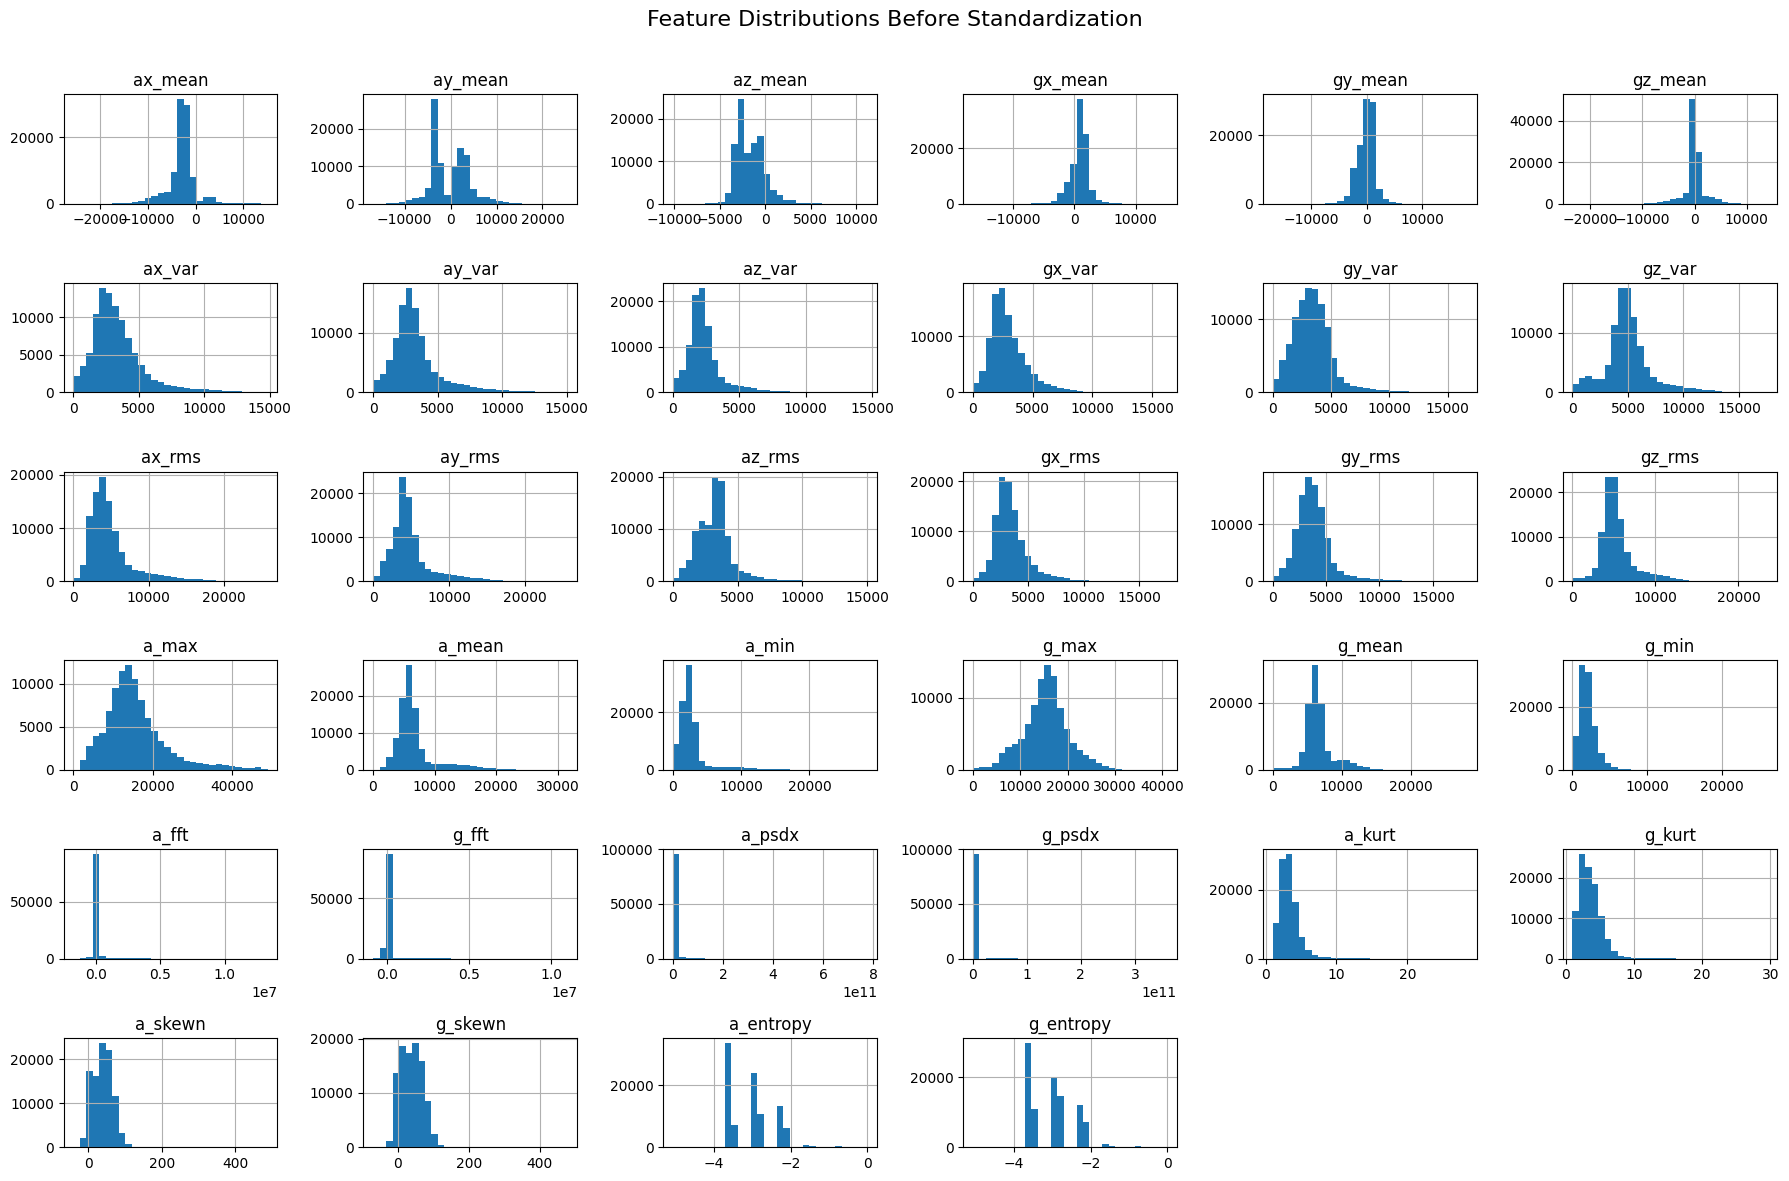 Feature Distributions Before Standardization
ax_mean ay_mean az_mean gx_mean gy_mean gz_mean
20000 0 −20000 −10000 0 10000
20000 10000 0 −10000 0 10000 20000
20000 10000 0 −10000 −5000 0 5000 10000
20000 0 −10000 0 10000
20000 0 −10000 0 10000
40000 20000 0 −20000 −10000 0 10000
ax_var ay_var az_var gx_var gy_var gz_var
10000 5000 0 0 5000 10000 15000
10000 0 0 5000 10000 15000
20000 10000 0 0 5000 10000 15000
10000 0 0 5000 10000 15000
10000 0 0 5000 10000 15000
10000 0 0 5000 10000 15000
ax_rms ay_rms az_rms gx_rms gy_rms gz_rms
20000 10000 0 0 10000 20000
20000 10000 0 0 10000 20000
20000 10000 0 0 5000 10000 15000
20000 10000 0 0 5000 10000 15000
10000 0 0 5000 10000 15000
20000 10000 0 0 10000 20000
a_max a_mean a_min g_max g_mean g_min
10000 5000 0 0 20000 40000
20000 10000 0 0 10000 20000 30000
20000 0 0 10000 20000
10000 0 0 10000 20000 30000 40000
20000 0 0 10000 20000
20000 0 0 10000 20000
a_fft g_fft a_psdx g_psdx a_kurt g_kurt
50000 0 0.0 0.5 1.0 1e7
50000 0 0.0 0.5 1.0 1e7
100000 75000 50000 25000 0 0 2 4 6 8 1e11
100000 75000 50000 25000 0 0 1 2 3 1e11
20000 0 0 10 20
20000 10000 0 0 10 20 30
a_skewn g_skewn a_entropy g_entropy
20000 10000 0 0 200 400
20000 10000 0 0 200 400
20000 0 −4 −2 0
20000 0 −4 −2 0